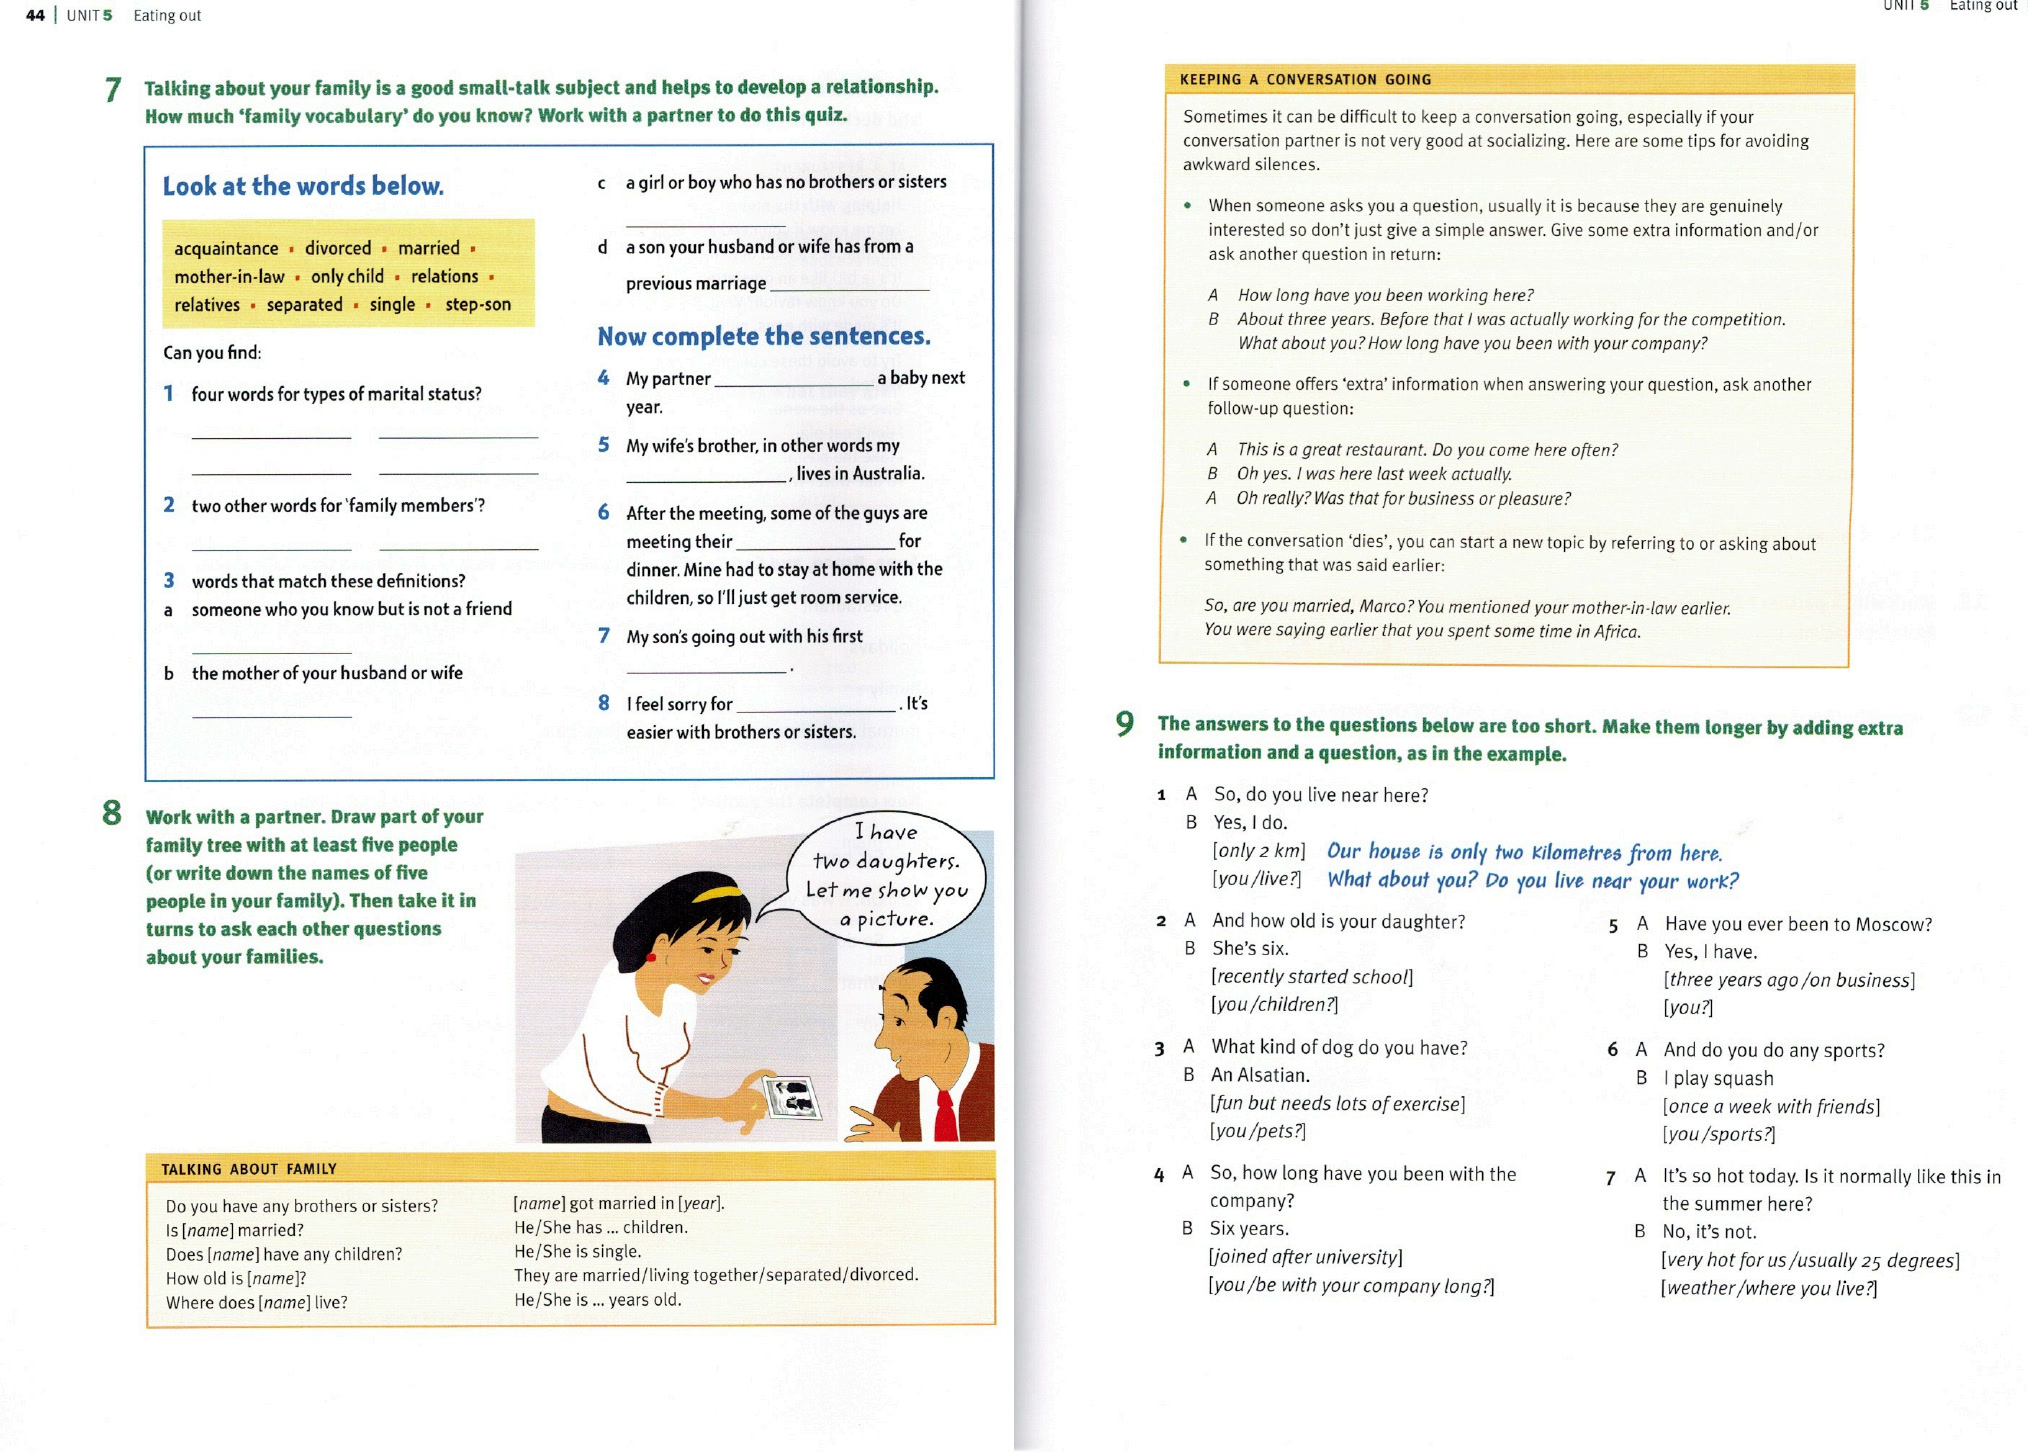 44 | UNIT 5 Eating out
7 Talking about your family is a good small-talk subject and helps to develop a relationship.
How much ‘family vocabulary’ do you know? Work with a partner to do this quiz.
Look at the words below.
acquaintance ▪ divorced ▪ married ▪
mother-in-law ▪ only child ▪ relations ▪
relatives ▪ separated ▪ single ▪ step-son
Can you find:
1 four words for types of marital status?
2 two other words for ‘family members’?
3 words that match these definitions?
a someone who you know but is not a friend
b the mother of your husband or wife
c a girl or boy who has no brothers or sisters
d a son your husband or wife has from a
previous marriage
Now complete the sentences.
4 My partner ____ a baby next
year.
5 My wife's brother, in other words my
____, lives in Australia.
6 After the meeting, some of the guys are
meeting their ____ for
dinner. Mine had to stay at home with the
children, so I'll just get room service.
7 My son's going out with his first
____.
8 I feel sorry for ____. It's
easier with brothers or sisters.
8 Work with a partner. Draw part of your
family tree with at least five people
(or write down the names of five
people in your family). Then take it in
turns to ask each other questions
about your families.
I have
two daughters.
Let me show you
a picture.
TALKING ABOUT FAMILY
Do you have any brothers or sisters?
Is [name] married?
Does [name] have any children?
How old is [name]?
Where does [name] live?
[name] got married in [year].
He/She has ... children.
He/She is single.
They are married/living together/separated/divorced.
He/She is ... years old.
UNIT 5 Eating out
KEEPING A CONVERSATION GOING
Sometimes it can be difficult to keep a conversation going, especially if your
conversation partner is not very good at socializing. Here are some tips for avoiding
awkward silences.
• When someone asks you a question, usually it is because they are genuinely
interested so don't just give a simple answer. Give some extra information and/or
ask another question in return:
A How long have you been working here?
B About three years. Before that I was actually working for the competition.
What about you? How long have you been with your company?
• If someone offers ‘extra’ information when answering your question, ask another
follow-up question:
A This is a great restaurant. Do you come here often?
B Oh yes. I was here last week actually.
A Oh really? Was that for business or pleasure?
• If the conversation ‘dies’, you can start a new topic by referring to or asking about
something that was said earlier:
So, are you married, Marco? You mentioned your mother-in-law earlier.
You were saying earlier that you spent some time in Africa.
9 The answers to the questions below are too short. Make them longer by adding extra
information and a question, as in the example.
1 A So, do you live near here?
B Yes, I do.
[only 2 km] Our house is only two kilometres from here.
[you/live?] What about you? Do you live near your work?
2 A And how old is your daughter?
B She's six.
[recently started school]
[you/children?]
3 A What kind of dog do you have?
B An Alsatian.
[fun but needs lots of exercise]
[you/pets?]
4 A So, how long have you been with the
company?
B Six years.
[joined after university]
[you/be with your company long?]
5 A Have you ever been to Moscow?
B Yes, I have.
[three years ago/on business]
[you?]
6 A And do you do any sports?
B I play squash
[once a week with friends]
[you/sports?]
7 A It's so hot today. Is it normally like this in
the summer here?
B No, it's not.
[very hot for us/usually 25 degrees]
[weather/where you live?]